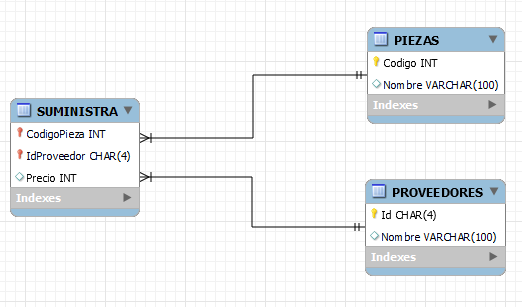 SUMINISTRA
CodigoPieza INT
IdProveedor CHAR(4)
Precio INT
Indexes
PIEZAS
Codigo INT
Nombre VARCHAR(100)
Indexes
PROVEEDORES
Id CHAR(4)
Nombre VARCHAR(100)
Indexes